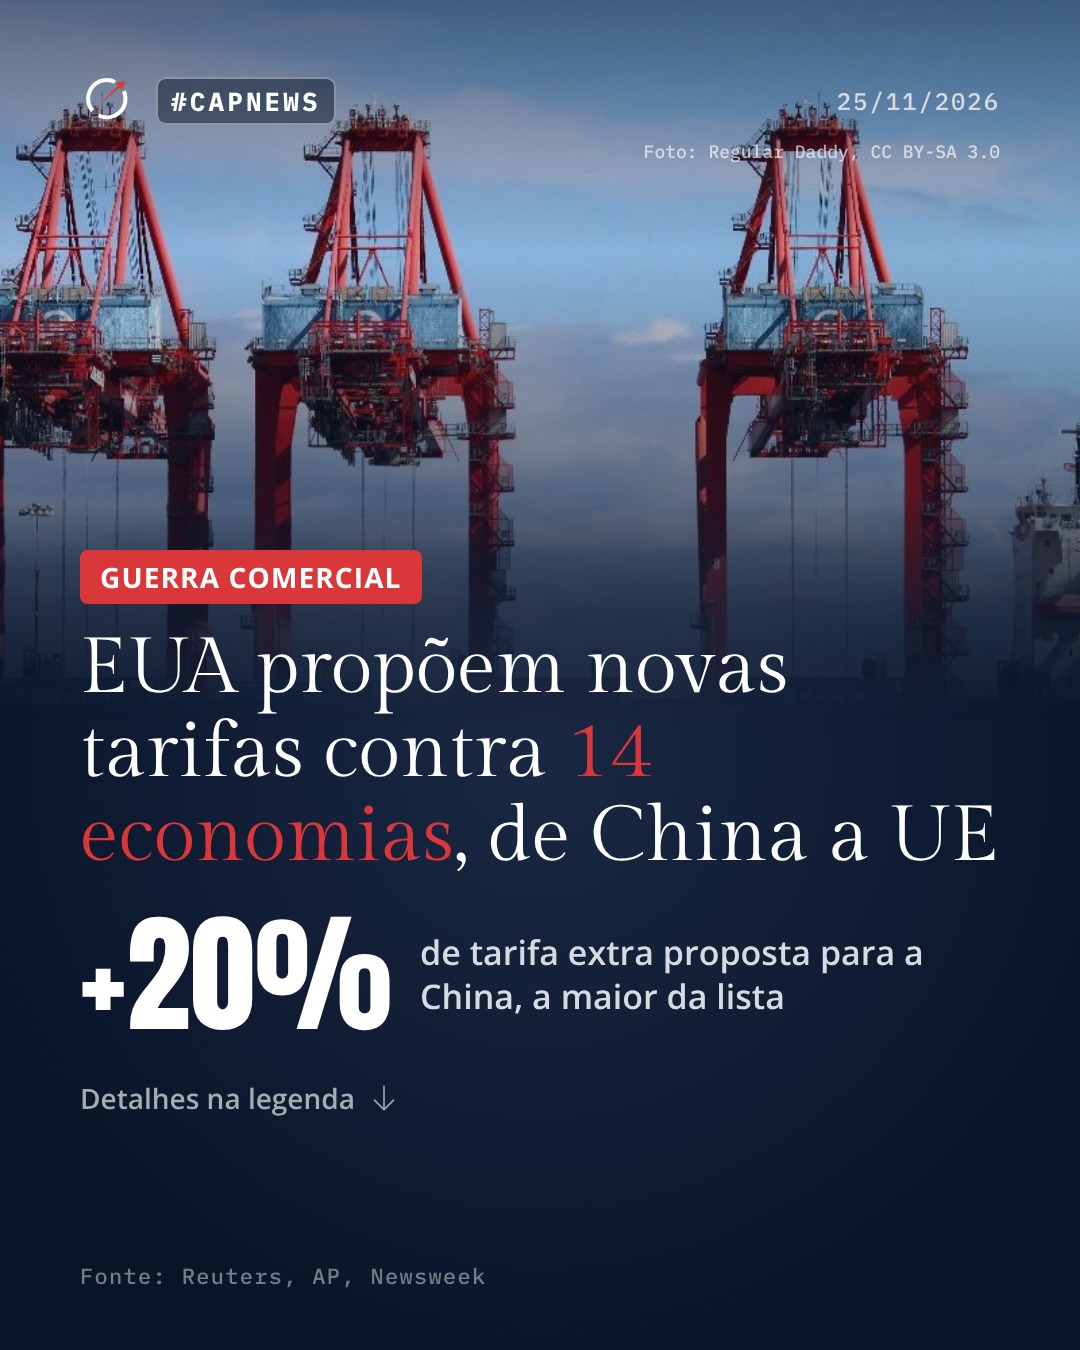 #CAPNEWS
25/11/2026
Foto: Regular Daddy, CC BY-SA 3.0
GUERRA COMERCIAL
EUA propõem novas
tarifas contra 14
economias, de China a UE
+20%
de tarifa extra proposta para a
China, a maior da lista
Detalhes na legenda ↓
Fonte: Reuters, AP, Newsweek